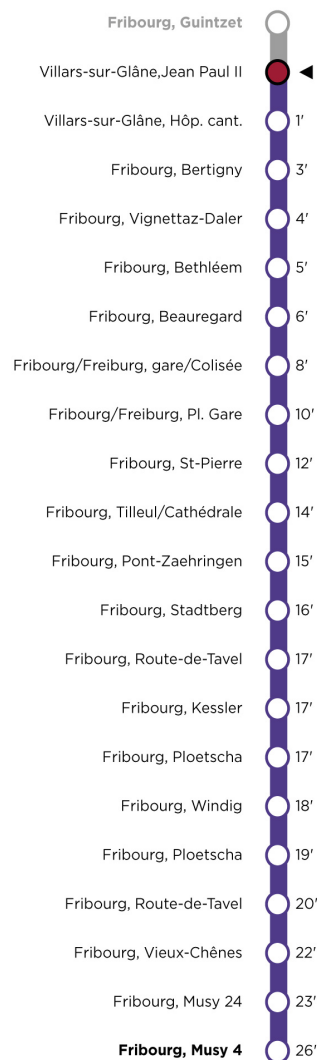 Fribourg, Guintzet
Villars-sur-Glâne,Jean Paul II
Villars-sur-Glâne, Hôp. cant. 1'
Fribourg, Bertigny 3'
Fribourg, Vignettaz-Daler 4'
Fribourg, Bethléem 5'
Fribourg, Beauregard 6'
Fribourg/Freiburg, gare/Colisée 8'
Fribourg/Freiburg, Pl. Gare 10'
Fribourg, St-Pierre 12'
Fribourg, Tilleul/Cathédrale 14'
Fribourg, Pont-Zaehringen 15'
Fribourg, Stadtberg 16'
Fribourg, Route-de-Tavel 17'
Fribourg, Kessler 17'
Fribourg, Ploetscha 17'
Fribourg, Windig 18'
Fribourg, Ploetscha 19'
Fribourg, Route-de-Tavel 20'
Fribourg, Vieux-Chênes 22'
Fribourg, Musy 24 23'
Fribourg, Musy 4 26'